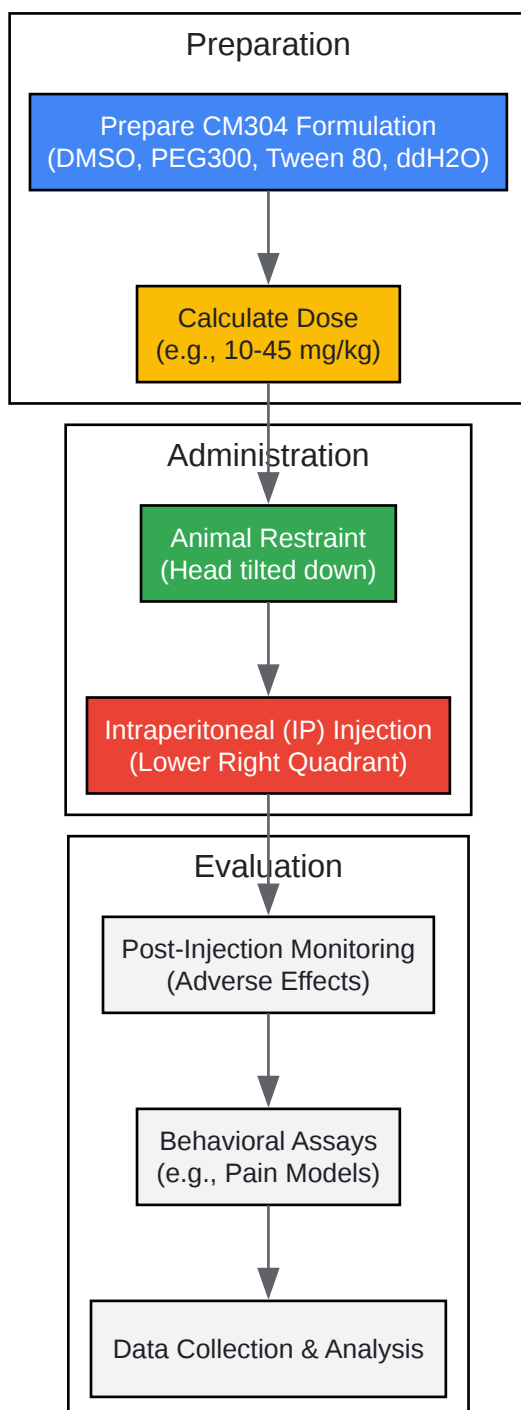 Preparation
Prepare CM304 Formulation
(DMSO, PEG300, Tween 80, ddH2O)
Calculate Dose
(e.g., 10-45 mg/kg)
Administration
Animal Restraint
(Head tilted down)
Intraperitoneal (IP) Injection
(Lower Right Quadrant)
Evaluation
Post-Injection Monitoring
(Adverse Effects)
Behavioral Assays
(e.g., Pain Models)
Data Collection & Analysis